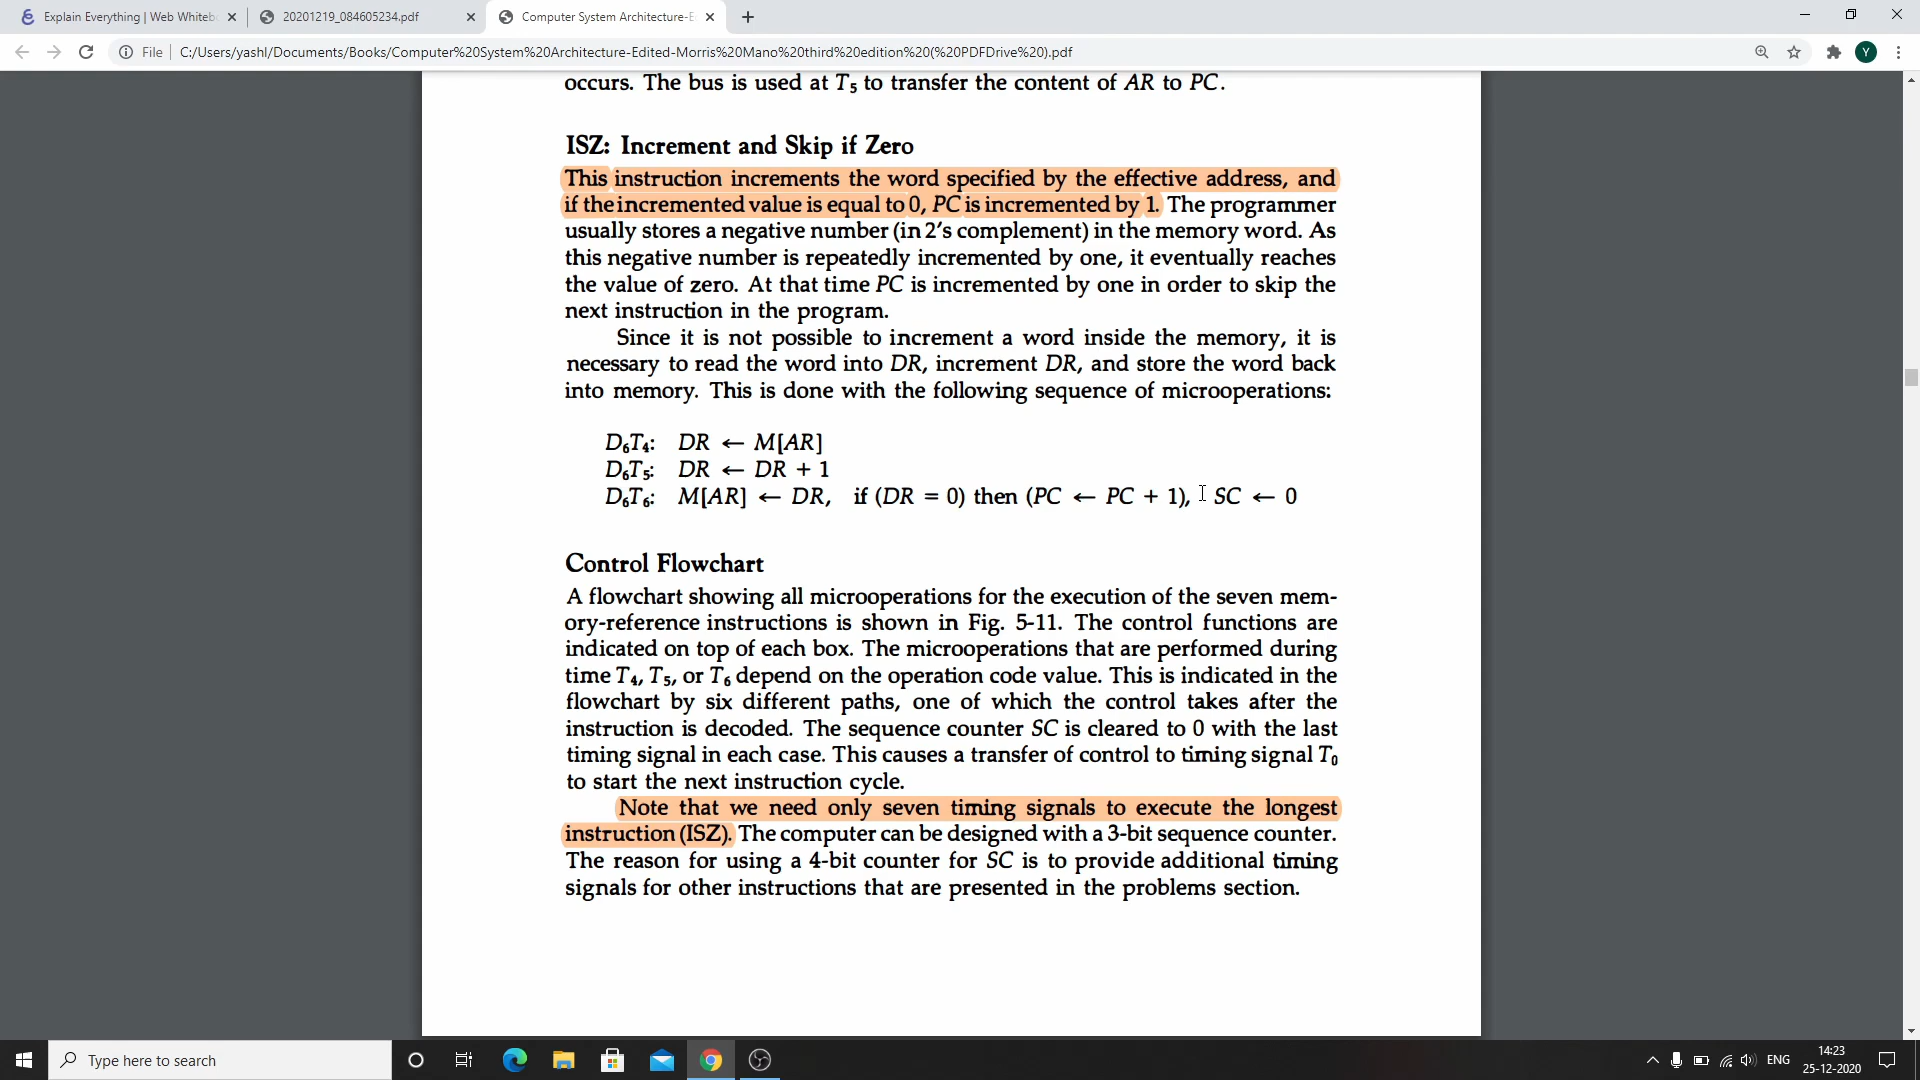 Explain Everything | Web Whitebo
20201219_084605234.pdf
Computer System Architecture-E
File
C:/Users/yashl/Documents/Books/Computer%20System%20Architecture-Edited-Morris%20Mano%20third%20edition%20(%20PDFDrive%20).pdf
Y
occurs. The bus is used at T₅ to transfer the content of AR to PC.
ISZ: Increment and Skip if Zero
This instruction increments the word specified by the effective address, and
if the incremented value is equal to 0, PC is incremented by 1. The programmer
usually stores a negative number (in 2's complement) in the memory word. As
this negative number is repeatedly incremented by one, it eventually reaches
the value of zero. At that time PC is incremented by one in order to skip the
next instruction in the program.
Since it is not possible to increment a word inside the memory, it is
necessary to read the word into DR, increment DR, and store the word back
into memory. This is done with the following sequence of microoperations:
D₆T₄: DR ← M[AR]
D₆T₅: DR ← DR + 1
D₆T₆: M[AR] ← DR, if (DR = 0) then (PC ← PC + 1), SC ← 0
Control Flowchart
A flowchart showing all microoperations for the execution of the seven mem-
ory-reference instructions is shown in Fig. 5-11. The control functions are
indicated on top of each box. The microoperations that are performed during
time T₄, T₅, or T₆ depend on the operation code value. This is indicated in the
flowchart by six different paths, one of which the control takes after the
instruction is decoded. The sequence counter SC is cleared to 0 with the last
timing signal in each case. This causes a transfer of control to timing signal T₀
to start the next instruction cycle.
Note that we need only seven timing signals to execute the longest
instruction (ISZ). The computer can be designed with a 3-bit sequence counter.
The reason for using a 4-bit counter for SC is to provide additional timing
signals for other instructions that are presented in the problems section.
Type here to search
ENG
14:23
25-12-2020